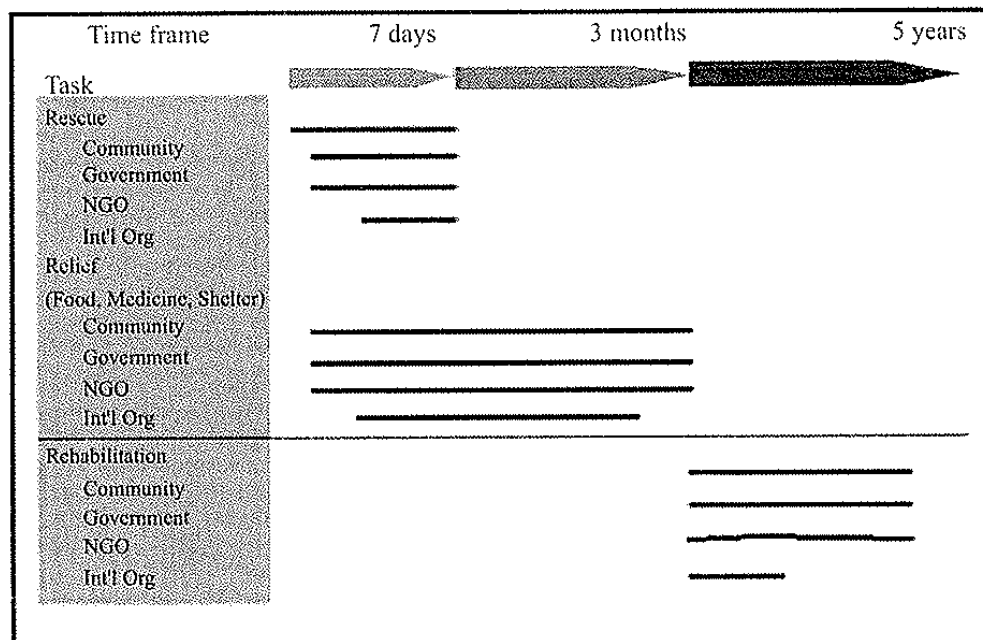 Time frame 7 days 3 months 5 years
Task
Rescue
Community
Government
NGO
Int'l Org
Relief
(Food, Medicine, Shelter)
Community
Government
NGO
Int'l Org
Rehabilitation
Community
Government
NGO
Int'l Org